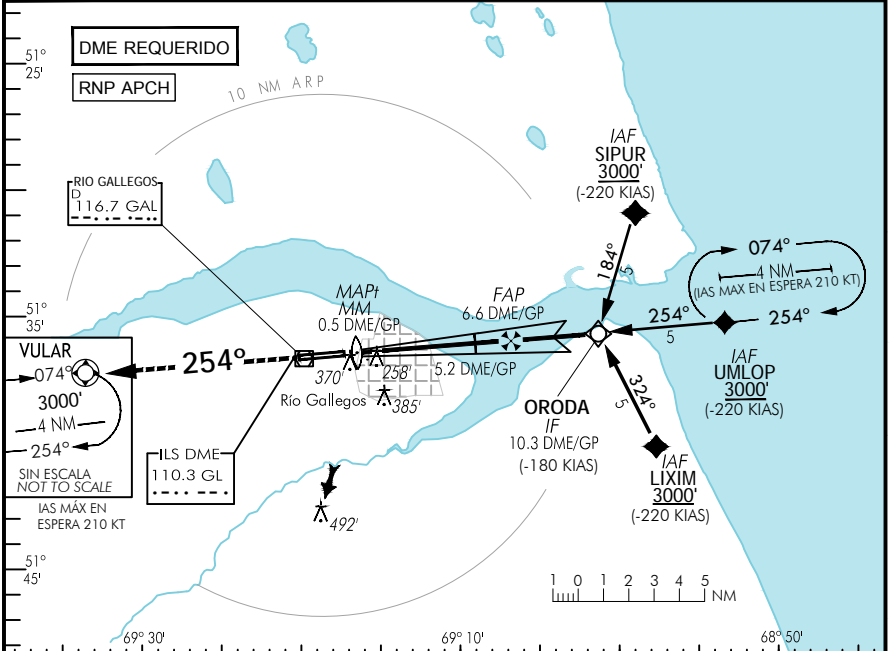 DME REQUERIDO
RNP APCH
51°
25'
10 NM ARP
IAF
SIPUR
3000'
(-220 KIAS)
RIO GALLEGOS
D
116.7 GAL
184°
5
074°
4 NM
(IAS MAX EN ESPERA 210 KT)
254°
254°
5
IAF
UMLOP
3000'
(-220 KIAS)
51°
35'
MAPt
MM
0.5 DME/GP
FAP
6.6 DME/GP
5.2 DME/GP
254°
VULAR
074°
3000'
4 NM
254°
SIN ESCALA
NOT TO SCALE
IAS MÁX EN
ESPERA 210 KT
370'
258'
385'
Río Gallegos
ORODA
IF
10.3 DME/GP
(-180 KIAS)
324°
5
IAF
LIXIM
3000'
(-220 KIAS)
ILS DME
110.3 GL
492'
51°
45'
1 0 1 2 3 4 5
NM
69° 30'
69° 10'
68° 50'